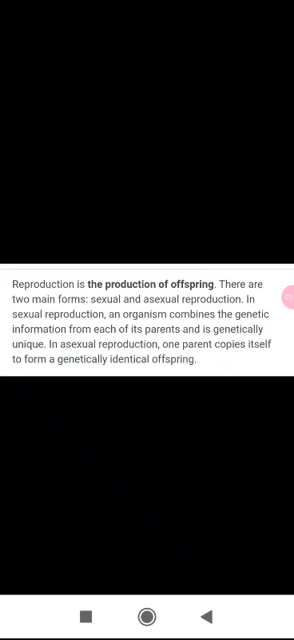 Reproduction is the production of offspring. There are
two main forms: sexual and asexual reproduction. In
sexual reproduction, an organism combines the genetic
information from each of its parents and is genetically
unique. In asexual reproduction, one parent copies itself
to form a genetically identical offspring.